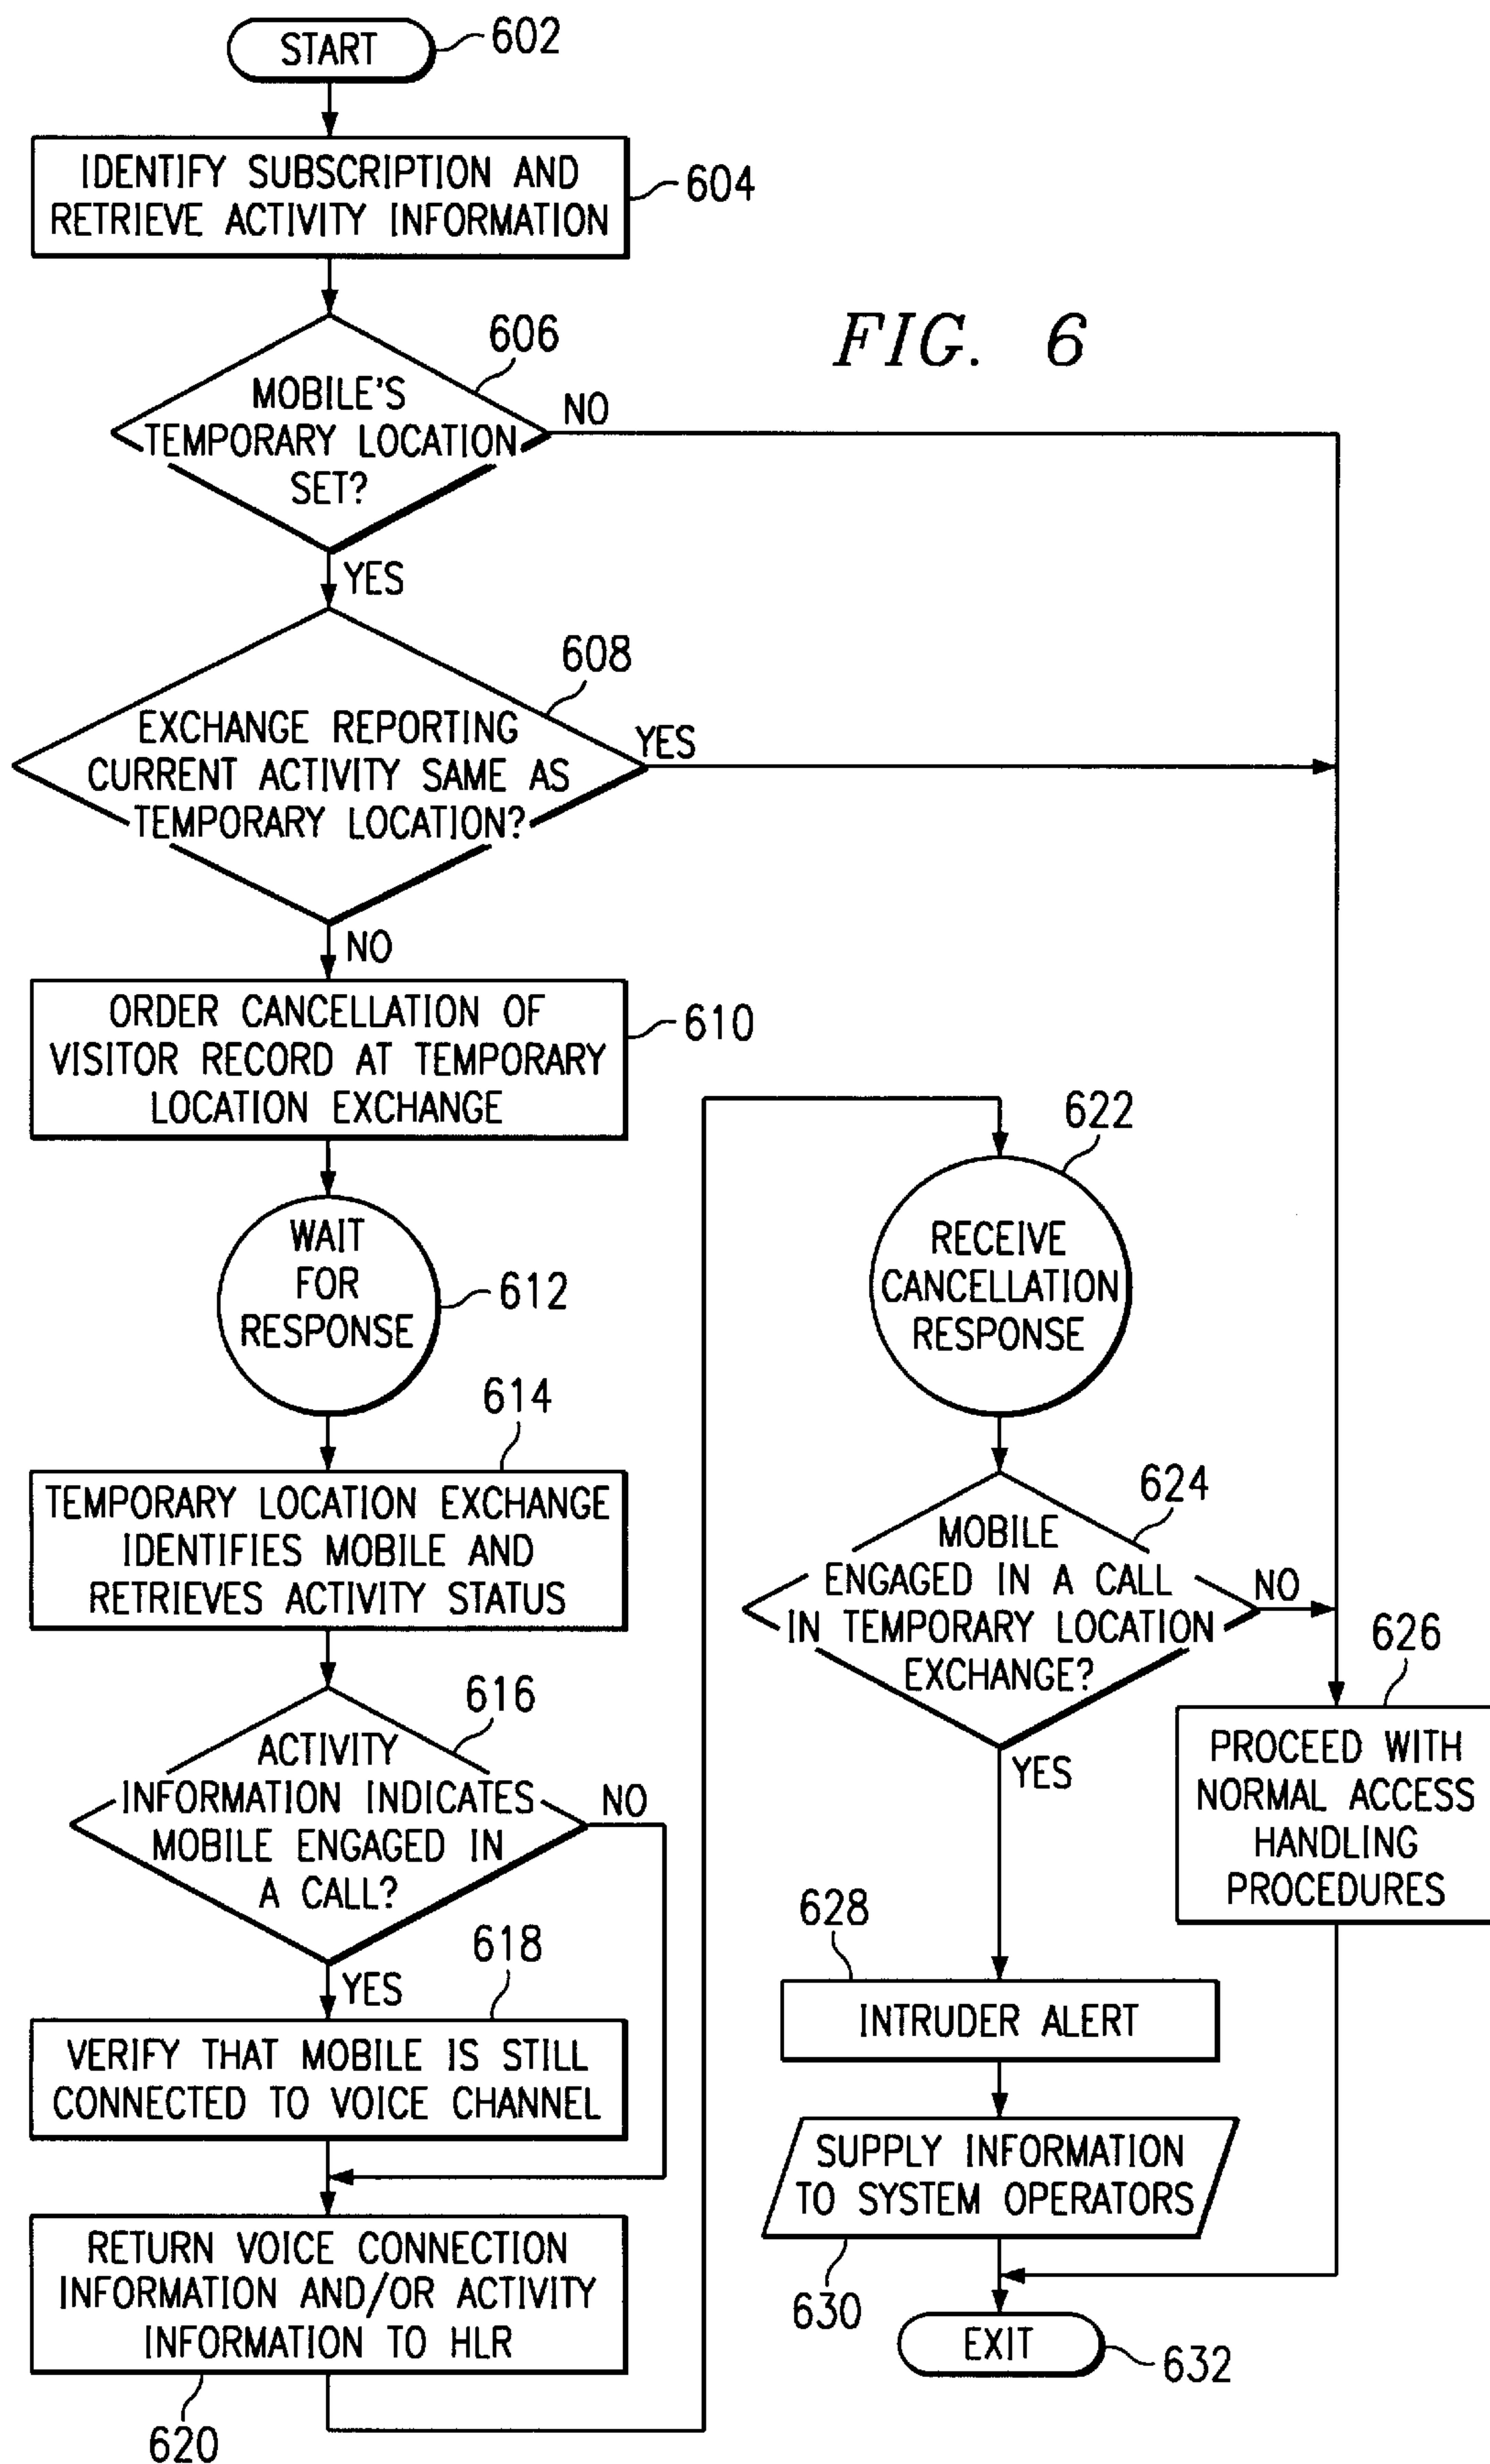 START
602
IDENTIFY SUBSCRIPTION AND
RETRIEVE ACTIVITY INFORMATION
604
FIG. 6
606
MOBILE'S
TEMPORARY LOCATION
SET?
NO
YES
608
EXCHANGE REPORTING
CURRENT ACTIVITY SAME AS
TEMPORARY LOCATION?
YES
NO
ORDER CANCELLATION OF
VISITOR RECORD AT TEMPORARY
LOCATION EXCHANGE
610
WAIT
FOR
RESPONSE
612
614
TEMPORARY LOCATION EXCHANGE
IDENTIFIES MOBILE AND
RETRIEVES ACTIVITY STATUS
616
ACTIVITY
INFORMATION INDICATES
MOBILE ENGAGED IN
A CALL?
NO
YES
618
VERIFY THAT MOBILE IS STILL
CONNECTED TO VOICE CHANNEL
RETURN VOICE CONNECTION
INFORMATION AND/OR ACTIVITY
INFORMATION TO HLR
620
622
RECEIVE
CANCELLATION
RESPONSE
624
MOBILE
ENGAGED IN A CALL
IN TEMPORARY LOCATION
EXCHANGE?
NO
YES
626
PROCEED WITH
NORMAL ACCESS
HANDLING
PROCEDURES
628
INTRUDER ALERT
SUPPLY INFORMATION
TO SYSTEM OPERATORS
630
EXIT
632